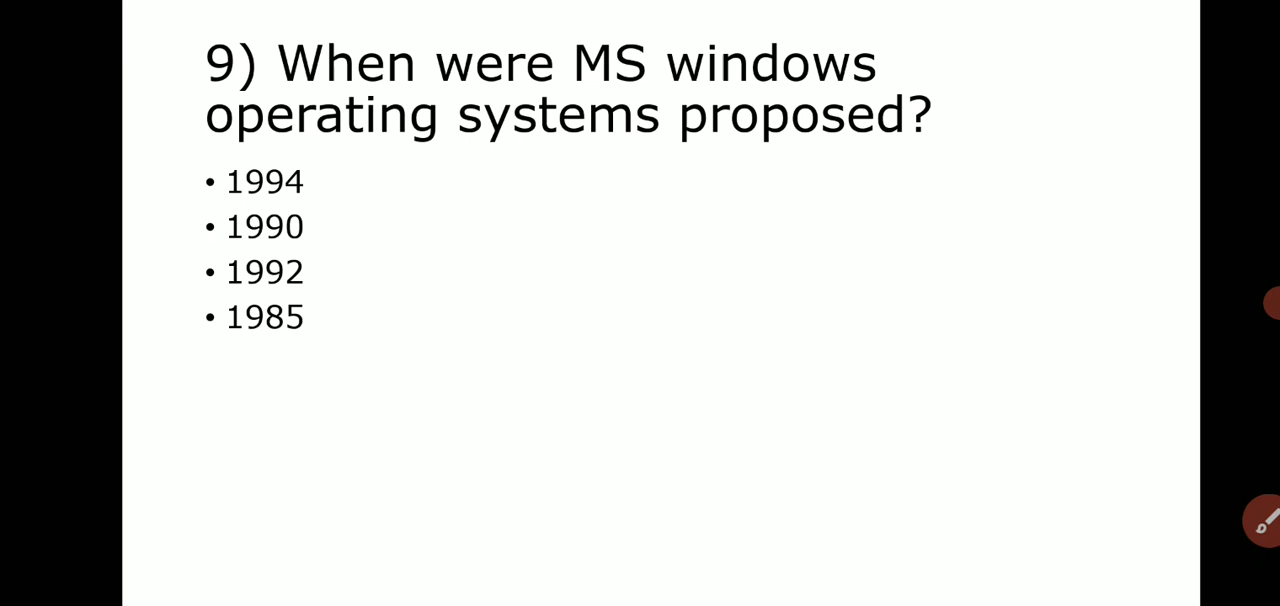 9) When were MS windows
operating systems proposed?
• 1994
• 1990
• 1992
• 1985